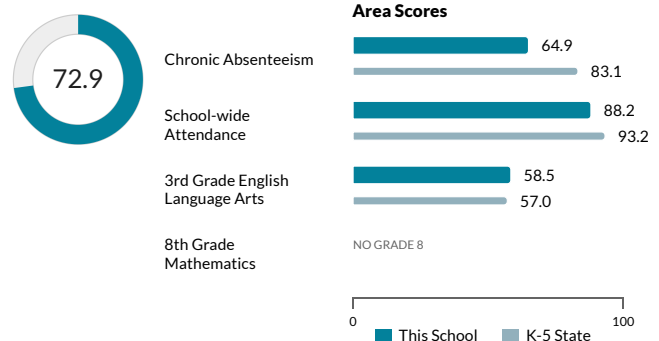 Area Scores
72.9
Chronic Absenteeism
64.9
83.1
School-wide
Attendance
88.2
93.2
3rd Grade English
Language Arts
58.5
57.0
8th Grade
Mathematics
NO GRADE 8
0
100
This School
K-5 State